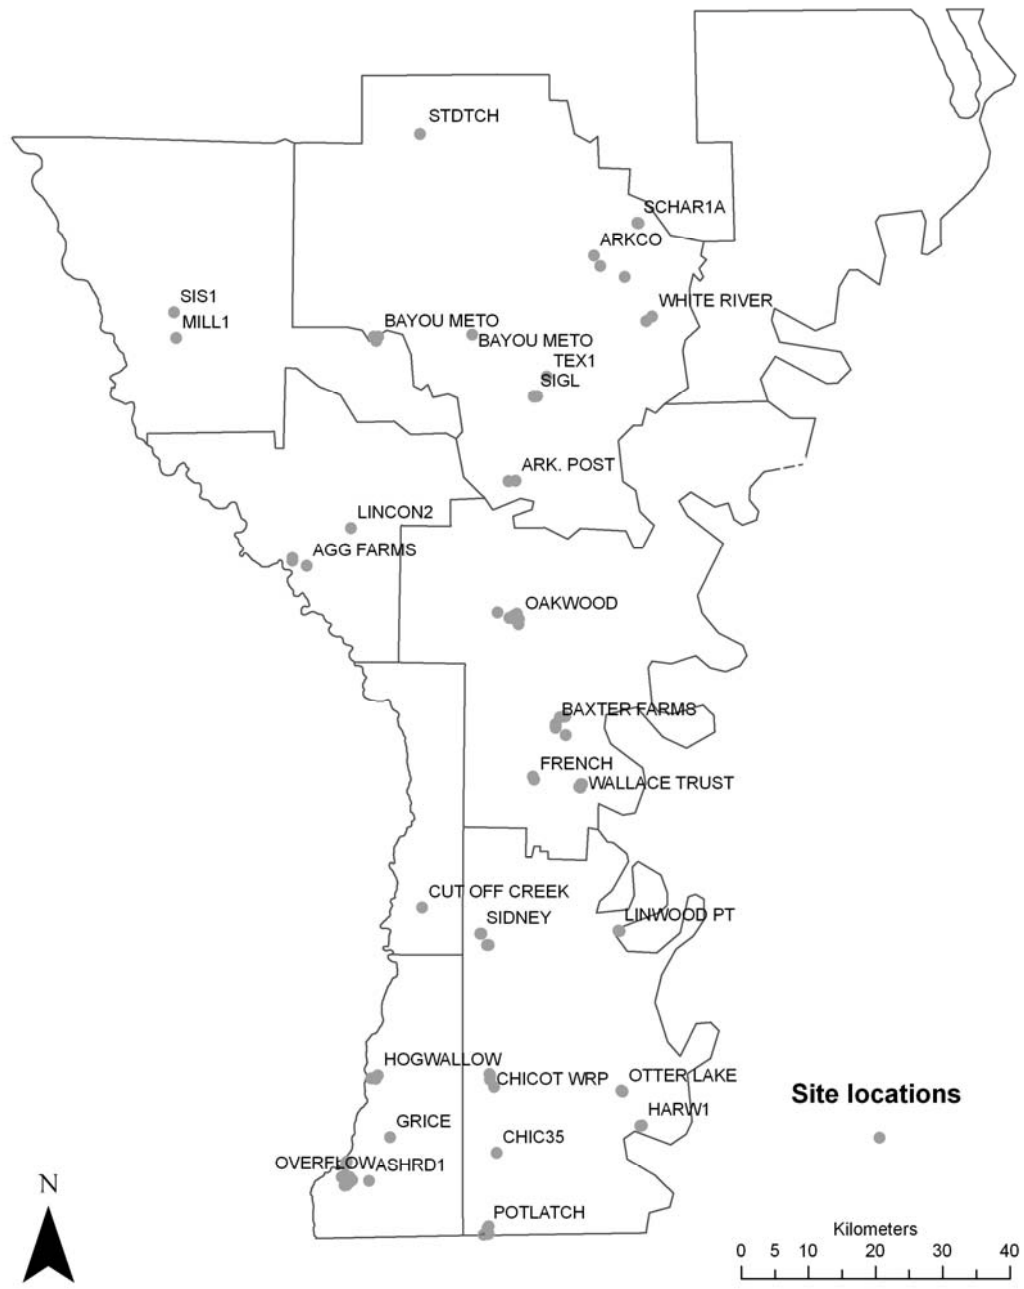 STDTCH
SCHAR1A
ARKCO
SIS1
WHITE RIVER
MILL1
BAYOU METO
BAYOU METO
TEX1
SIGL
ARK. POST
LINCON2
AGG FARMS
OAKWOOD
BAXTER FARMS
FRENCH
WALLACE TRUST
CUT OFF CREEK
SIDNEY
LINWOOD PT
HOGWALLOW
CHICOT WRP
OTTER LAKE
Site locations
HARW1
GRICE
CHIC35
OVERFLOW
ASHRD1
N
POTLATCH
Kilometers
0 5 10 20 30 40